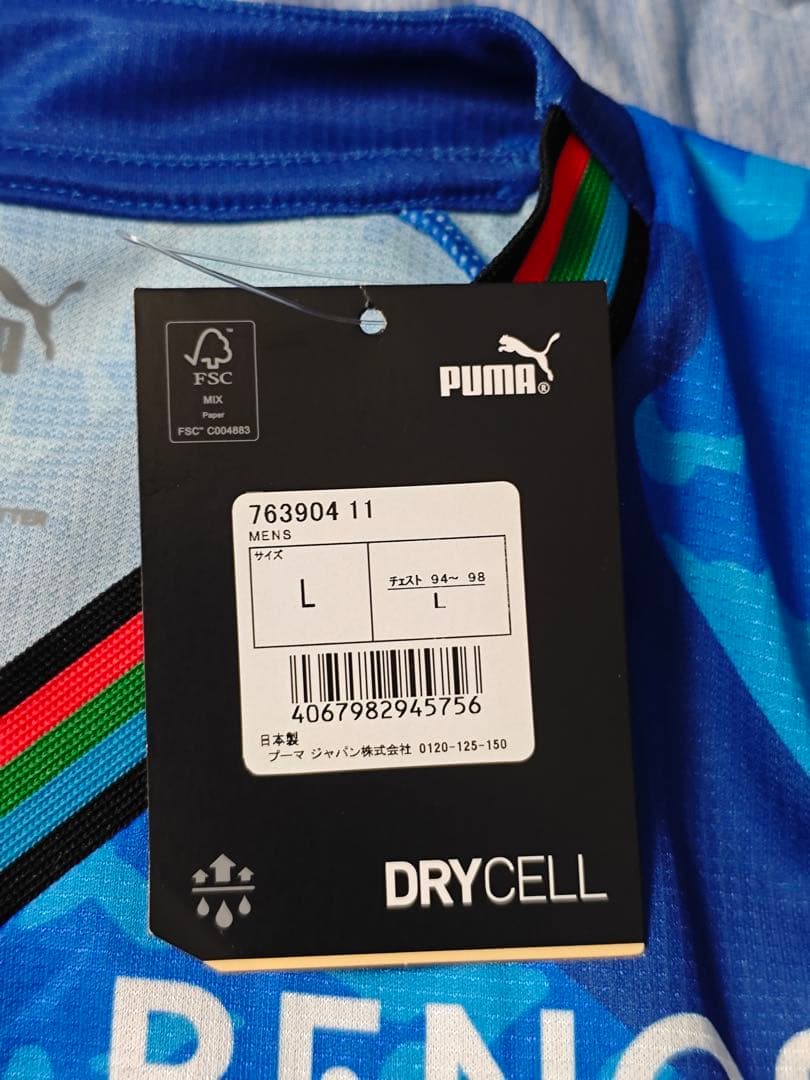 FSC™
MIX
Paper
FSC™ C004883
PUMA®
763904 11
MENS
サイズ
L
チェスト 94～ 98
L
4067982945756
日本製
プーマ ジャパン株式会社 0120-125-150
DRYCELL